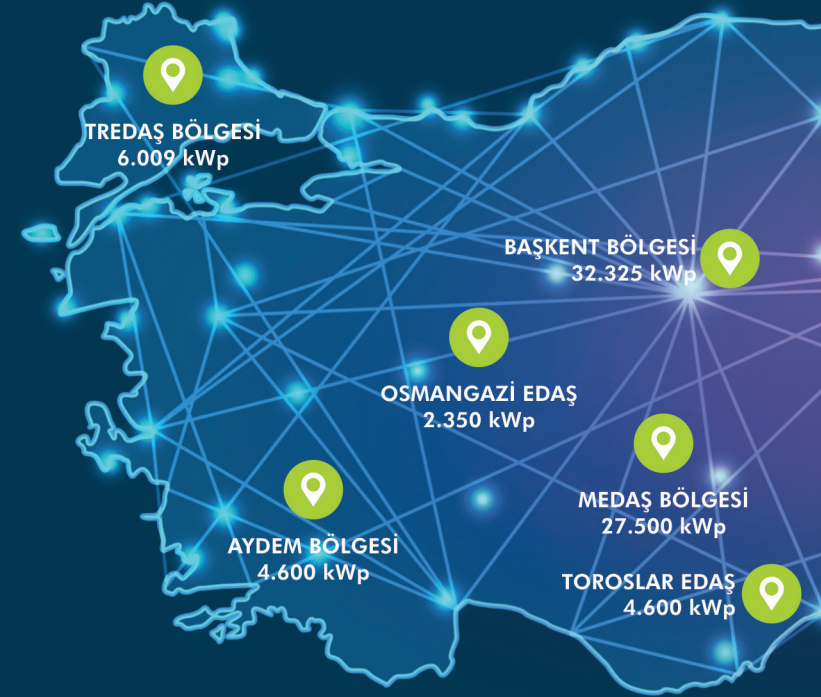 TREDAŞ BÖLGESİ
6.009 kWp
BAŞKENT BÖLGESİ
32.325 kWp
OSMANGAZİ EDAŞ
2.350 kWp
MEDAŞ BÖLGESİ
27.500 kWp
AYDEM BÖLGESİ
4.600 kWp
TOROSLAR EDAŞ
4.600 kWp